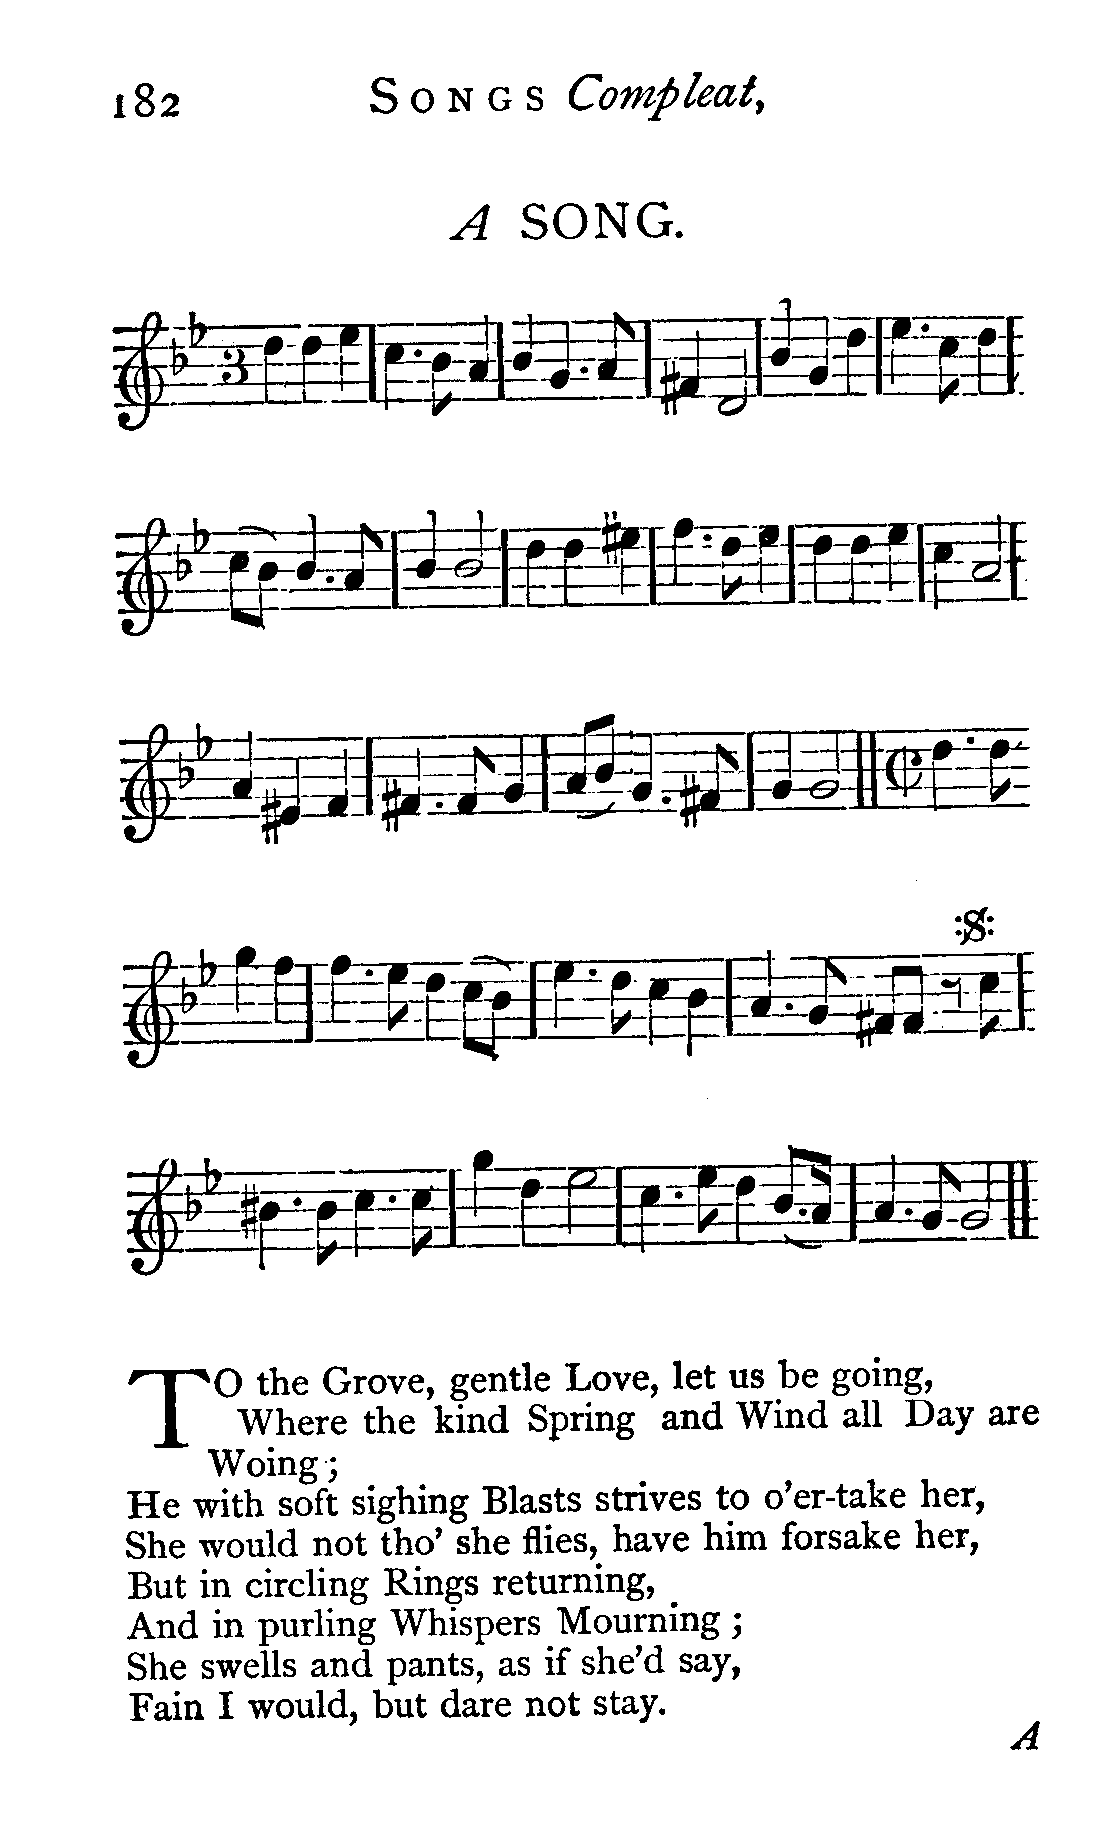 182 SONGS Compleat,
A SONG.
3
TO the Grove, gentle Love, let us be going,
Where the kind Spring and Wind all Day are
Woing ;
He with soft sighing Blasts strives to o'er-take her,
She would not tho' she flies, have him forsake her,
But in circling Rings returning,
And in purling Whispers Mourning ;
She swells and pants, as if she'd say,
Fain I would, but dare not stay.
A